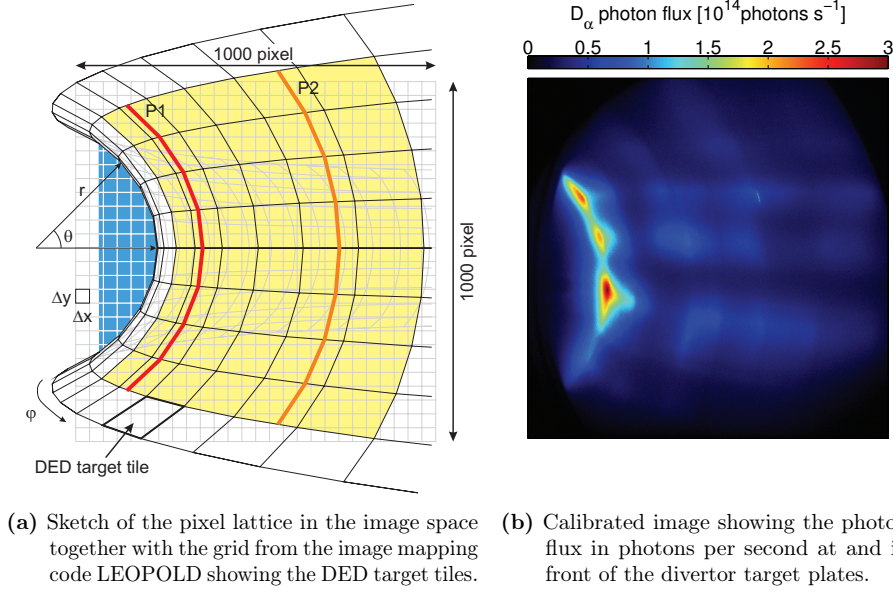 1000 pixel
P1
P2
r
θ
Δy
Δx
φ
1000 pixel
DED target tile
Dα photon flux [10^14 photons s^−1]
0 0.5 1 1.5 2 2.5 3
(a) Sketch of the pixel lattice in the image space
together with the grid from the image mapping
code LEOPOLD showing the DED target tiles.
(b) Calibrated image showing the photo
flux in photons per second at and i
front of the divertor target plates.